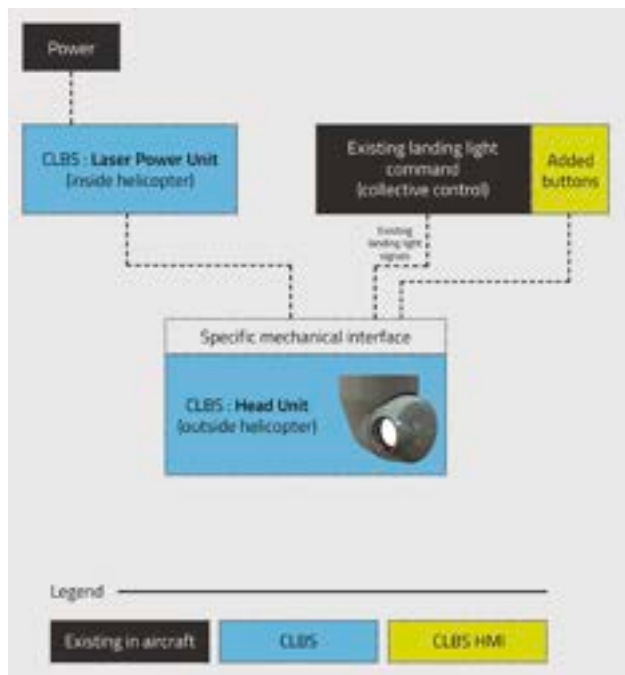 Power
CLBS : Laser Power Unit
(inside helicopter)
Existing landing light
command
(collective control)
Added
buttons
Existing
landing light
signals
Specific mechanical interface
CLBS : Head Unit
(outside helicopter)
Legend
Existing in aircraft
CLBS
CLBS HMI